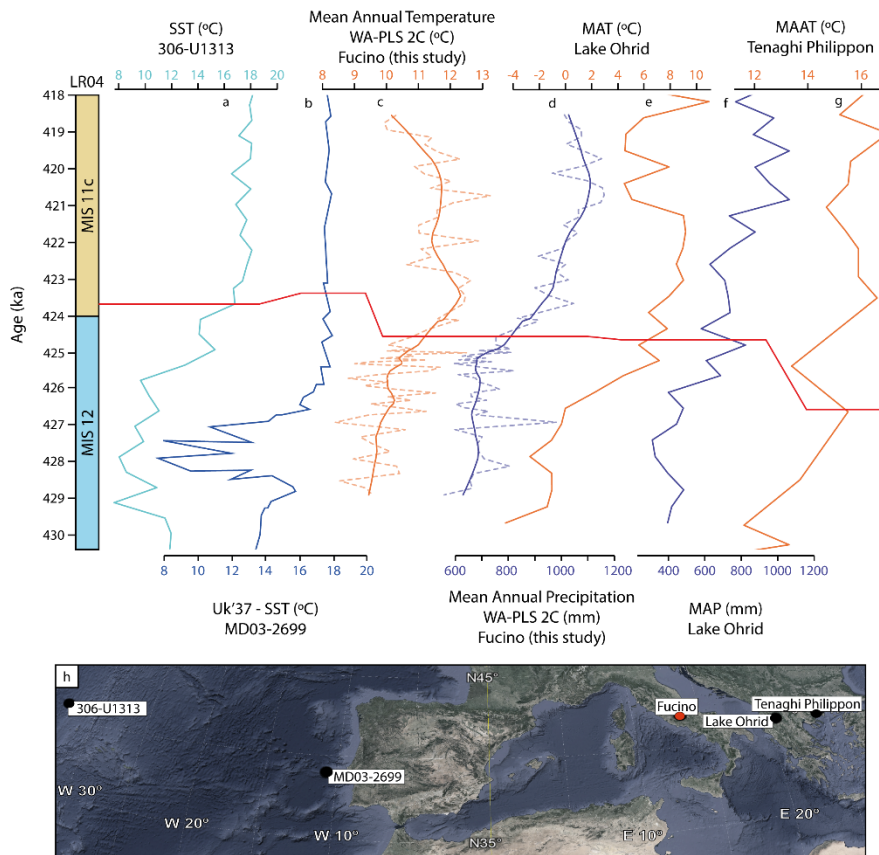 SST (ºC)
306-U1313
Mean Annual Temperature
WA-PLS 2C (ºC)
Fucino (this study)
MAT (ºC)
Lake Ohrid
MAAT (ºC)
Tenaghi Philippon
LR04
8 10 12 14 16 18 20
8 9 10 11 12 13
-4 -2 0 2 4 6 8 10
12 14 16
a b c d e f g
418
419
420
421
422
423
424
425
426
427
428
429
430
Age (ka)
MIS 11c
MIS 12
8 10 12 14 16 18 20
600 800 1000 1200
400 600 800 1000 1200
Uk'37 - SST (ºC)
MD03-2699
Mean Annual Precipitation
WA-PLS 2C (mm)
Fucino (this study)
MAP (mm)
Lake Ohrid
h
N45°
306-U1313
Fucino
Tenaghi Philippon
Lake Ohrid
MD03-2699
W 30°
W 20°
W 10°
N35°
E 10°
E 20°